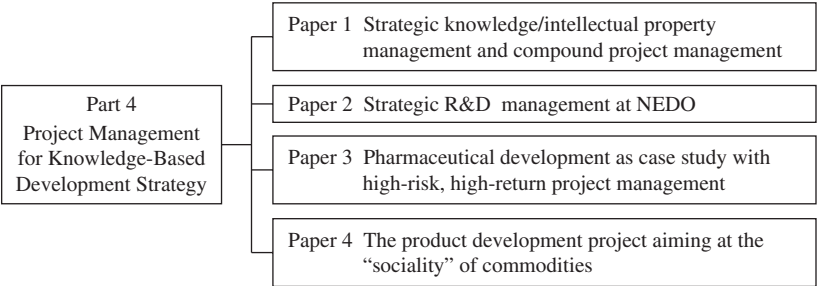 Part 4
Project Management
for Knowledge-Based
Development Strategy
Paper 1 Strategic knowledge/intellectual property
management and compound project management
Paper 2 Strategic R&D management at NEDO
Paper 3 Pharmaceutical development as case study with
high-risk, high-return project management
Paper 4 The product development project aiming at the
“sociality” of commodities